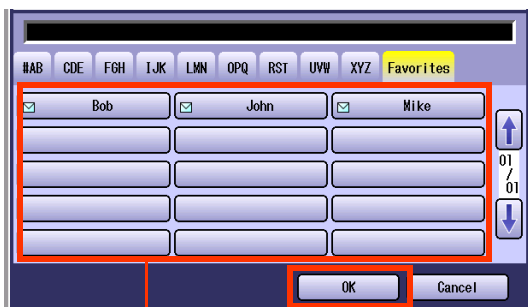 #AB CDE FGH IJK LMN OPQ RST UVW XYZ Favorites
Bob John Mike
01
/
01
OK Cancel